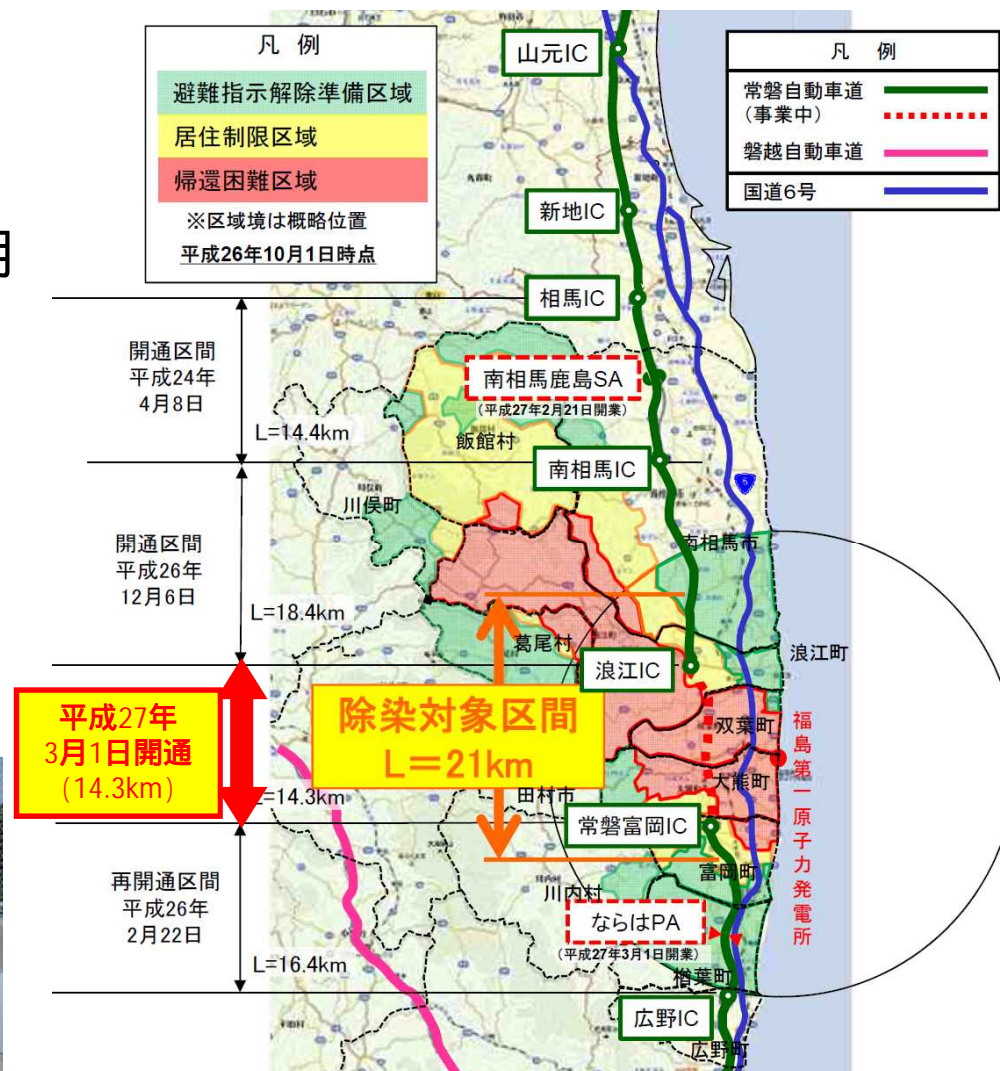 凡 例
避難指示解除準備区域
居住制限区域
帰還困難区域
※区域境は概略位置
平成26年10月1日時点
凡 例
常磐自動車道
(事業中)
磐越自動車道
国道6号
山元IC
新地IC
相馬IC
開通区間
平成24年
4月8日
L=14.4km
南相馬鹿島SA
(平成27年2月21日開業)
飯館村
南相馬IC
6
川俣町
開通区間
平成26年
12月6日
L=18.4km
南相馬市
葛尾村
浪江町
浪江IC
平成27年
3月1日開通
(14.3km)
除染対象区間
L=21km
L=14.3km
双葉町
大熊町
福島第一原子力発電所
田村市
常磐富岡IC
富岡町
再開通区間
平成26年
2月22日
L=16.4km
川内村
ならはPA
(平成27年3月1日開業)
楢葉町
広野IC
広野町